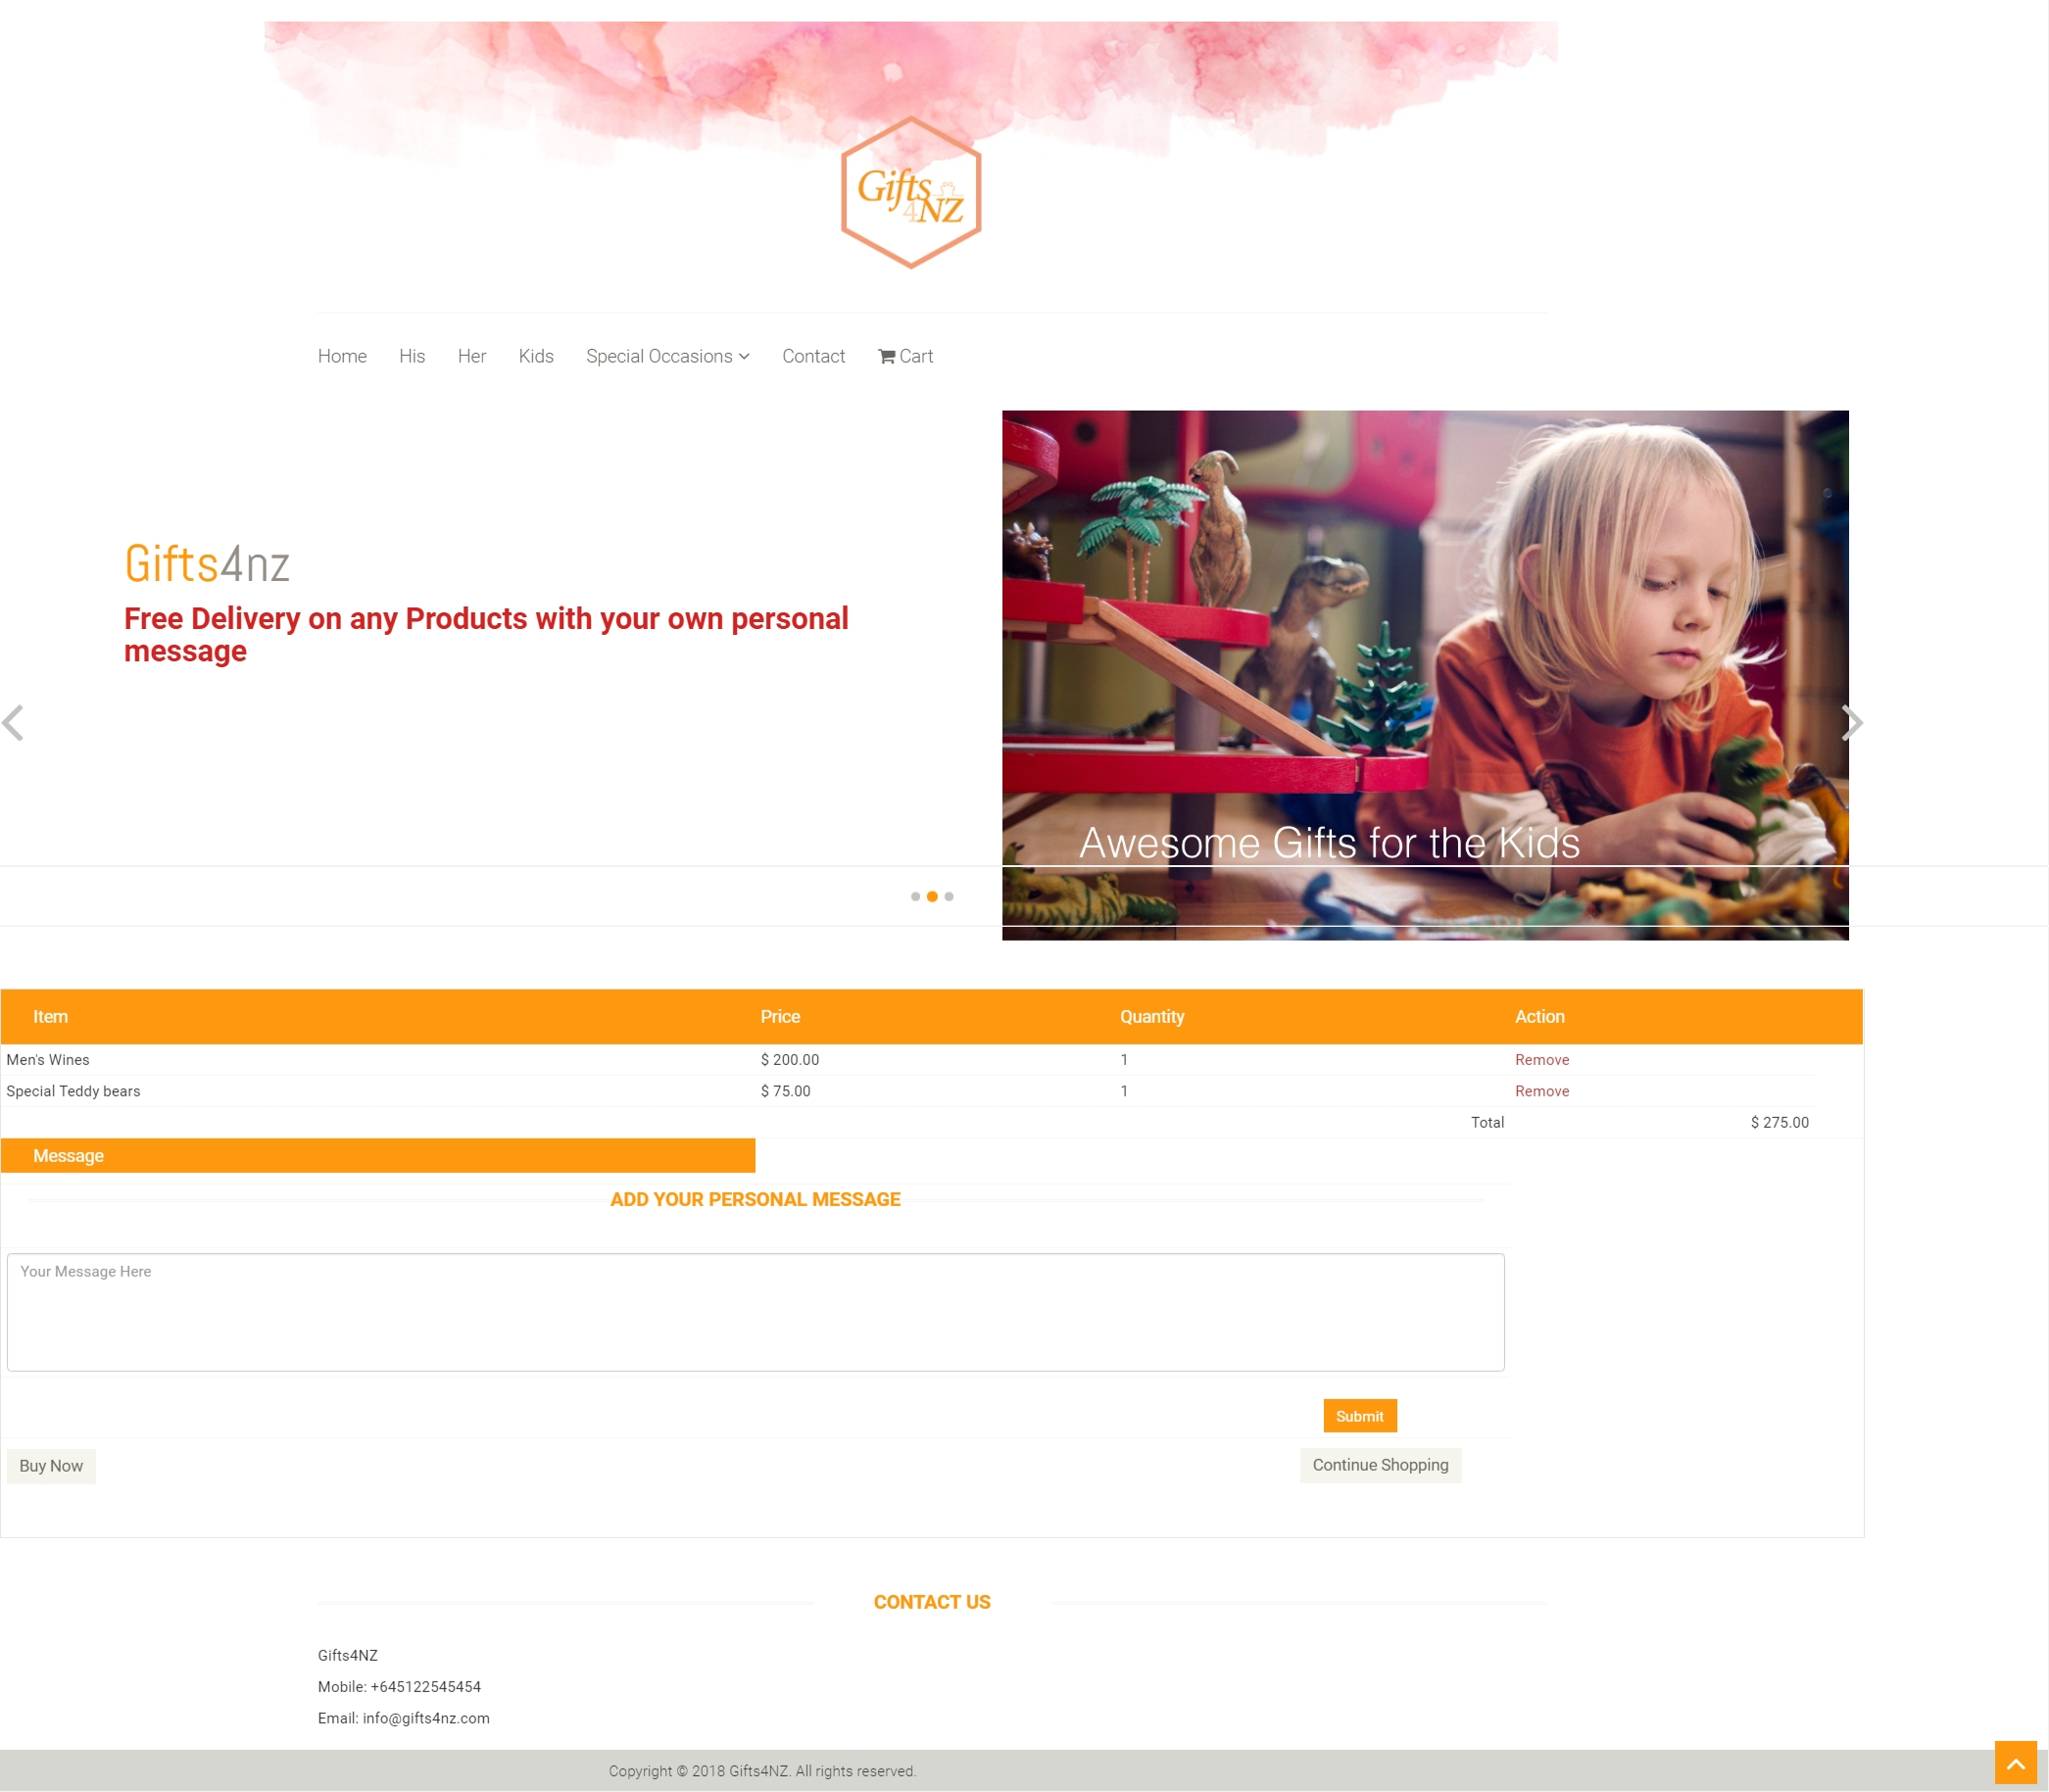 Gifts
4NZ
Home His Her Kids Special Occasions Contact Cart
Gifts4nz
Free Delivery on any Products with your own personal
message
Awesome Gifts for the Kids
Item Price Quantity Action
Men's Wines $ 200.00 1 Remove
Special Teddy bears $ 75.00 1 Remove
Total $ 275.00
Message
ADD YOUR PERSONAL MESSAGE
Your Message Here
Submit
Buy Now Continue Shopping
CONTACT US
Gifts4NZ
Mobile: +645122545454
Email: info@gifts4nz.com
Copyright © 2018 Gifts4NZ. All rights reserved.